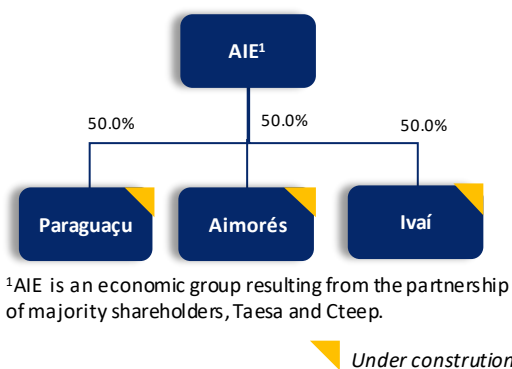 AIE¹
50.0%
50.0%
50.0%
Paraguaçu
Aimorés
Ivaí
¹AIE is an economic group resulting from the partnership
of majority shareholders, Taesa and Cteep.
Under constrution